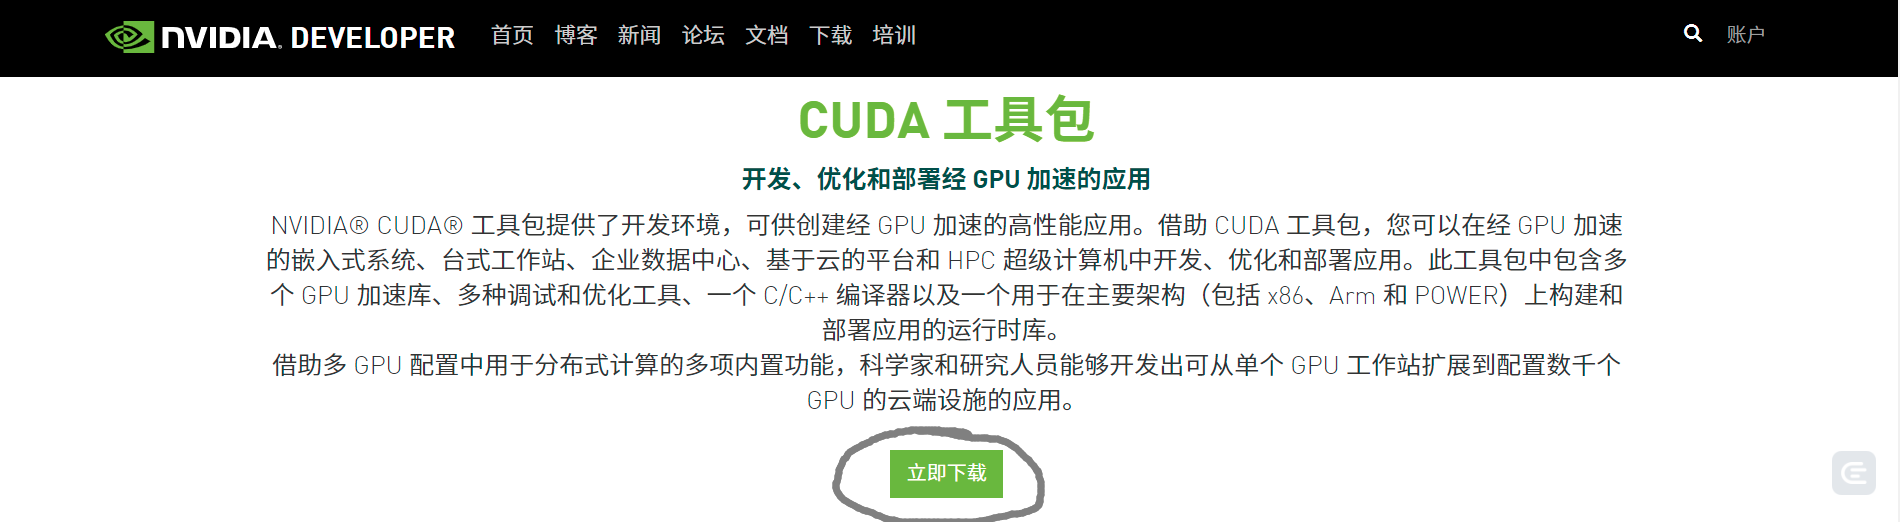 NVIDIA. DEVELOPER 首页 博客 新闻 论坛 文档 下载 培训 账户
CUDA 工具包
开发、优化和部署经 GPU 加速的应用
NVIDIA® CUDA® 工具包提供了开发环境，可供创建经 GPU 加速的高性能应用。借助 CUDA 工具包，您可以在经 GPU 加速
的嵌入式系统、台式工作站、企业数据中心、基于云的平台和 HPC 超级计算机中开发、优化和部署应用。此工具包中包含多
个 GPU 加速库、多种调试和优化工具、一个 C/C++ 编译器以及一个用于在主要架构（包括 x86、Arm 和 POWER）上构建和
部署应用的运行时库。
借助多 GPU 配置中用于分布式计算的多项内置功能，科学家和研究人员能够开发出可从单个 GPU 工作站扩展到配置数千个
GPU 的云端设施的应用。
立即下载